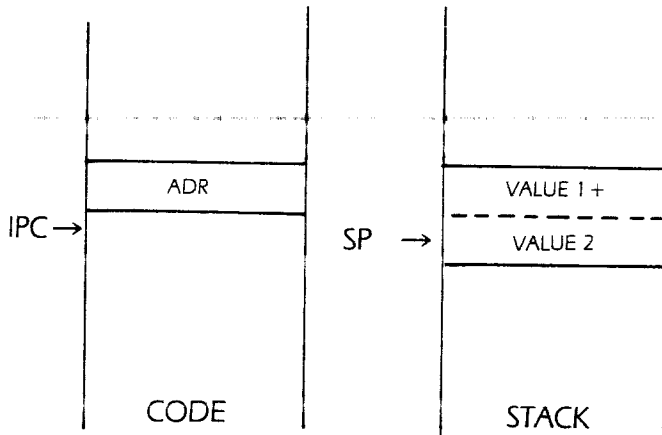 ADR
IPC →
CODE
VALUE 1 +
SP →
VALUE 2
STACK